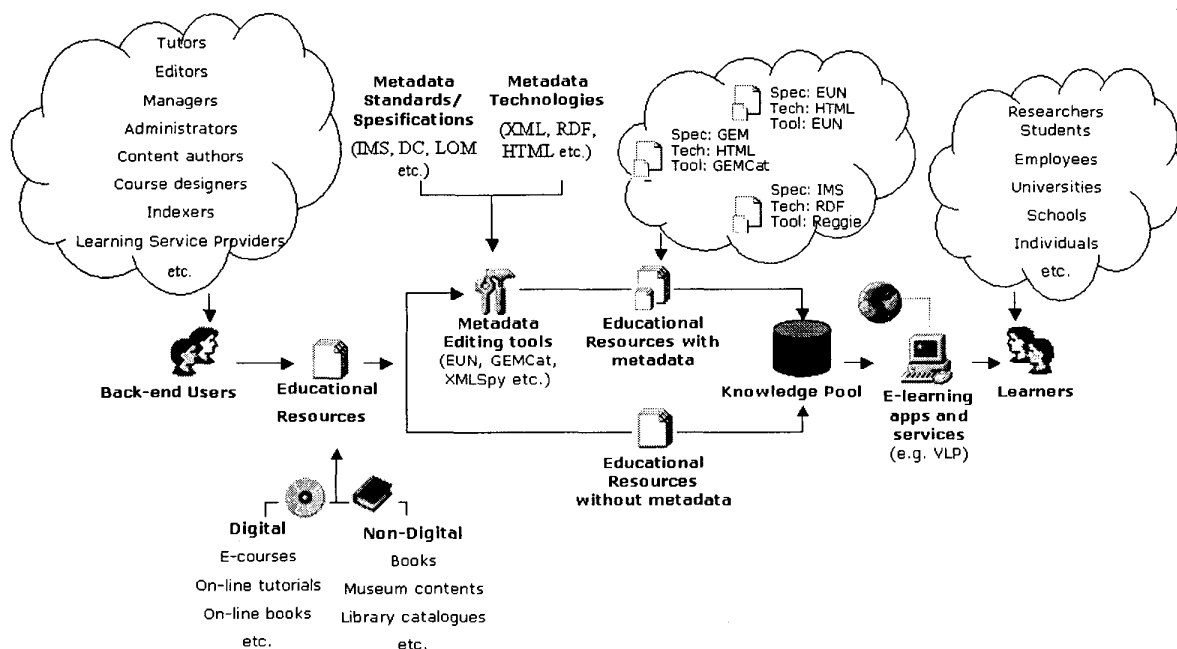 Tutors
Editors
Managers
Administrators
Content authors
Course designers
Indexers
Learning Service Providers
etc.
Metadata
Standards/
Spesifications
(IMS, DC, LOM
etc.)
Metadata
Technologies
(XML, RDF,
HTML etc.)
Spec: EUN
Tech: HTML
Tool: EUN
Spec: GEM
Tech: HTML
Tool: GEMCat
Spec: IMS
Tech: RDF
Tool: Reggie
Researchers
Students
Employees
Universities
Schools
Individuals
etc.
Back-end Users
Educational
Resources
Metadata
Editing tools
(EUN, GEMCat,
XMLSpy etc.)
Educational
Resources with
metadata
Knowledge Pool
E-learning
apps and
services
(e.g. VLP)
Learners
Educational
Resources
without metadata
Digital
E-courses
On-line tutorials
On-line books
etc.
Non-Digital
Books
Museum contents
Library catalogues
etc.